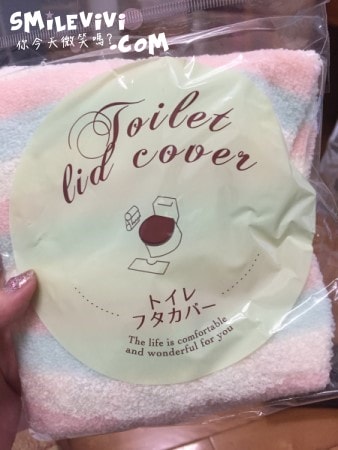 SMiLEViVi
你今天微笑嗎?.COM
Toilet
lid cover
トイレ
フタカバー
The life is comfortable
and wonderful for you